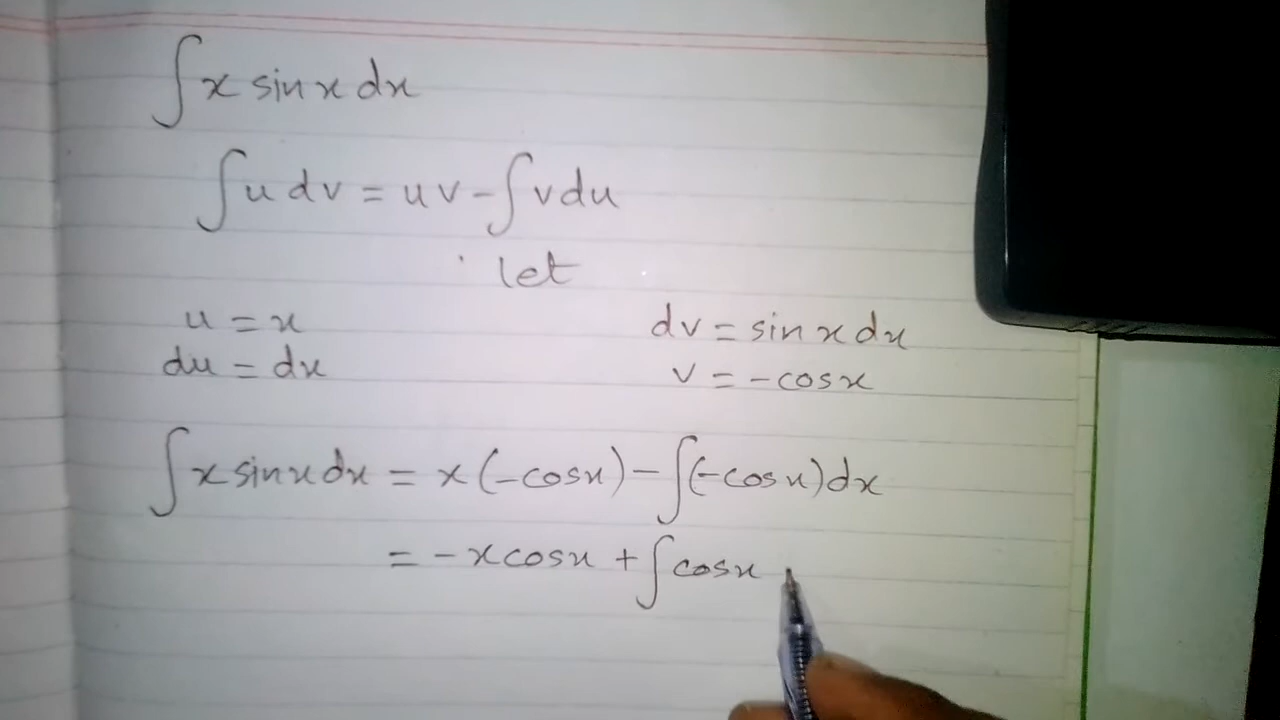 ∫ x sin x dx
∫ u dv = uv - ∫ v du
let
u = x
dv = sin x dx
du = dx
v = -cos x
∫ x sin x dx = x (-cos x) - ∫ (-cos x) dx
= -x cos x + ∫ cos x